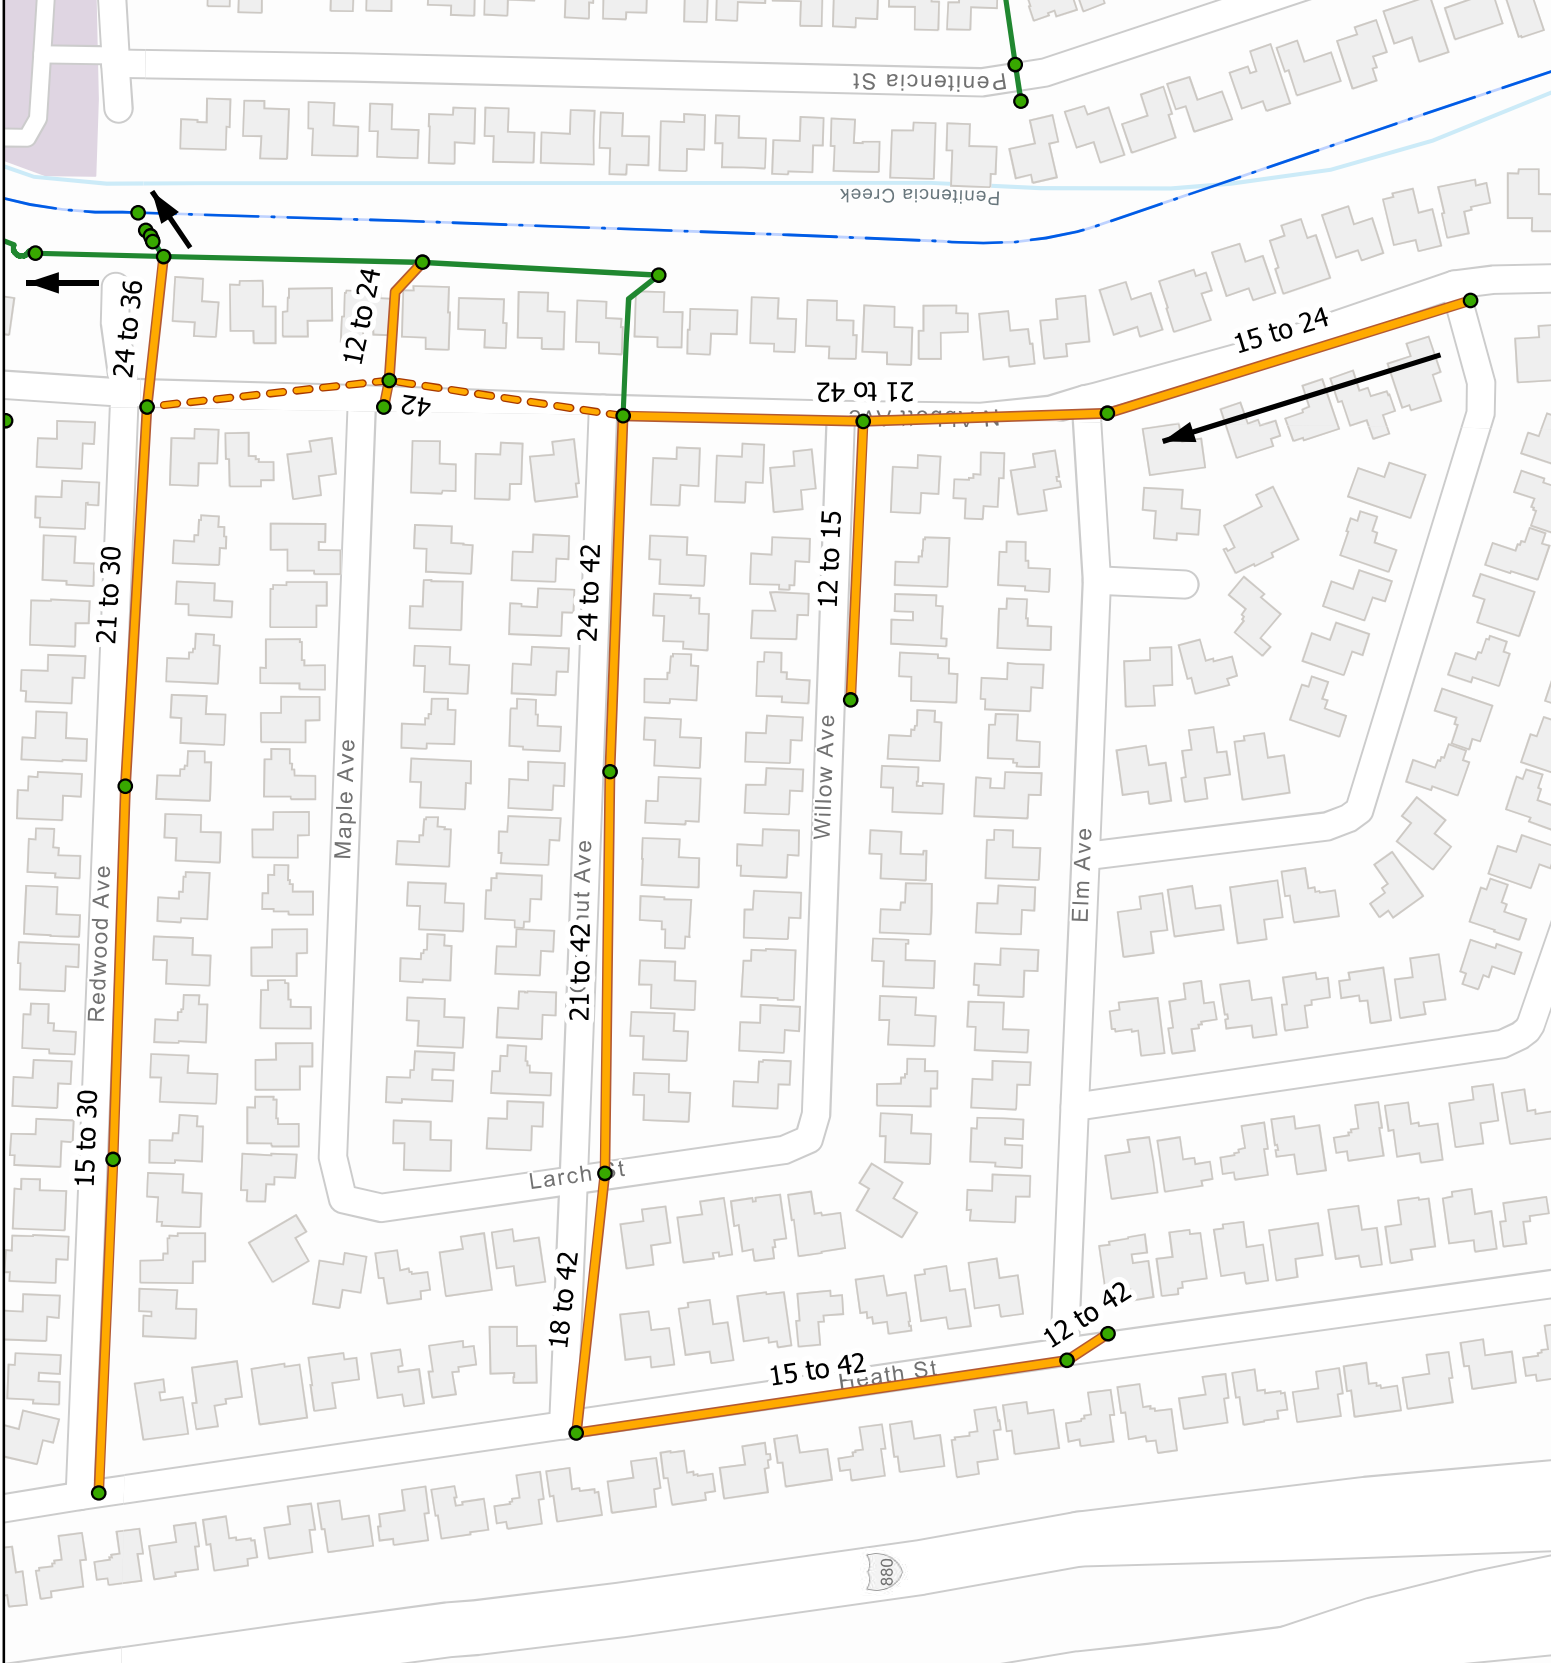 Penitencia St
Penitencia Creek
24 to 36
12 to 24
42
21 to 42
15 to 24
21 to 30
24 to 42
12 to 15
Maple Ave
Willow Ave
Redwood Ave
Elm Ave
21 to 42
Ave
15 to 30
Larch St
18 to 42
12 to 42
15 to 42
Heath St
880